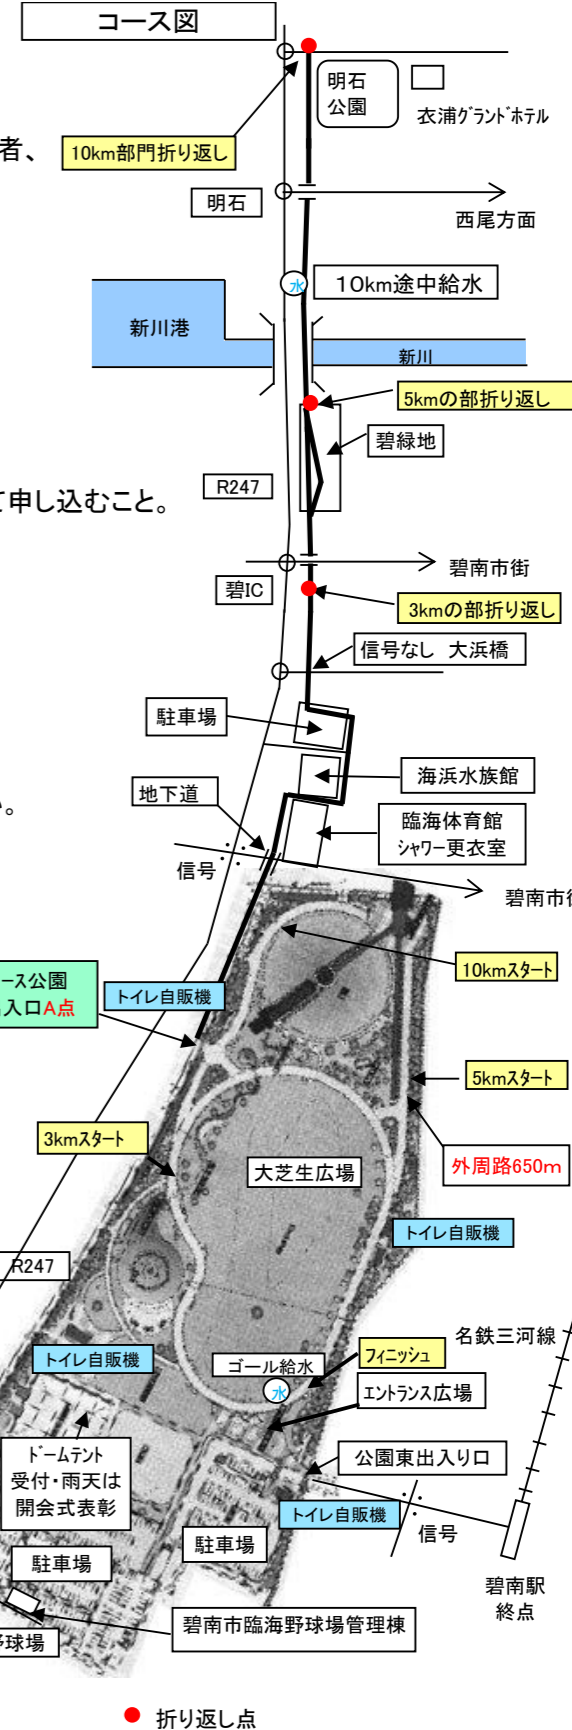 コース図
明石
公園
衣浦グランドホテル
者、
10km部門折り返し
明石
西尾方面
水
10km途中給水
新川港
新川
5kmの部折り返し
碧緑地
R247
て申し込むこと。
碧南市街
碧IC
3kmの部折り返し
信号なし 大浜橋
駐車場
海浜水族館
地下道
い。
臨海体育館
シャワー更衣室
信号
碧南市街
10kmスタート
ース公園
入口A点
トイレ自販機
5kmスタート
3kmスタート
大芝生広場
外周路650m
トイレ自販機
R247
名鉄三河線
トイレ自販機
ゴール給水
フィニッシュ
水
エントランス広場
ドームテント
受付・雨天は
開会式表彰
公園東出入り口
トイレ自販機
信号
駐車場
駐車場
碧南駅
終点
碧南市臨海野球場管理棟
野球場
折り返し点